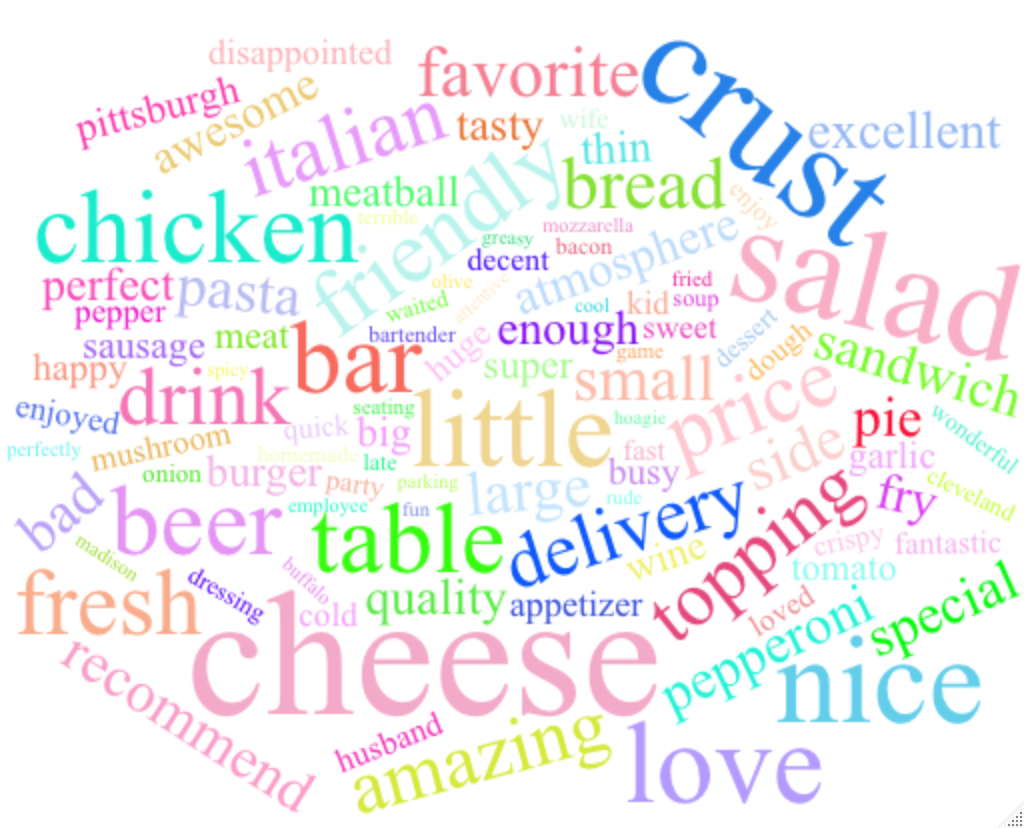 disappointed
favorite
crust
pittsburgh
awesome
italian
tasty
wife
excellent
thin
meatball
bread
enjoy
chicken
terrible
friendly
mozzarella
greasy
bacon
atmosphere
salad
decent
perfect
pasta
olive
attentive
fried
pepper
waited
cool
kid
soup
sausage
meat
bar
bartender
enough
sweet
dessert
dough
sandwich
huge
game
happy
spicy
super
small
price
drink
enjoyed
seating
little
hoagie
pie
wonderful
quick
big
side
perfectly
mushroom
homemade
late
fast
garlic
onion
burger
party
parking
busy
cleveland
bad
beer
employee
fun
large
rude
fry
table
delivery
topping
crispy
fantastic
madison
wine
tomato
buffalo
dressing
fresh
cold
quality
appetizer
loved
special
cheese
pepperoni
nice
recommend
husband
amazing
love